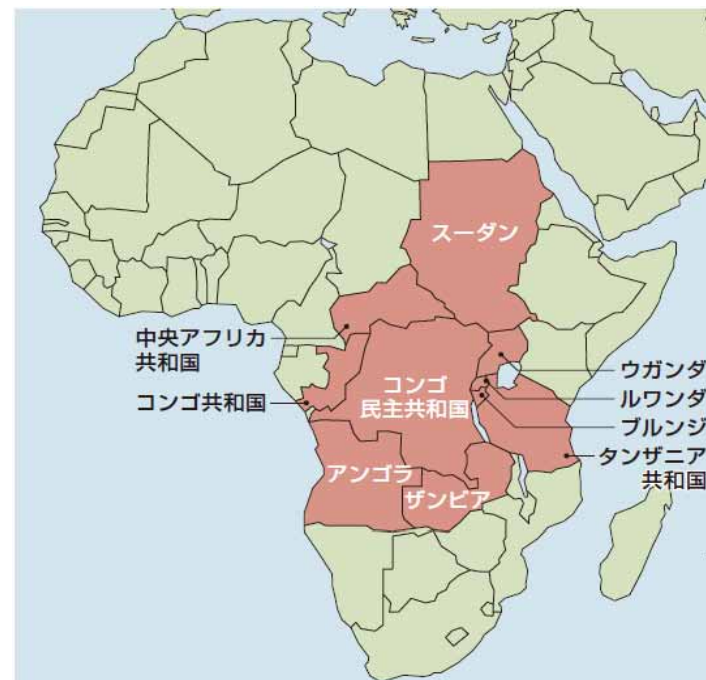 スーダン
中央アフリカ
共和国
コンゴ共和国
コンゴ
民主共和国
ウガンダ
ルワンダ
ブルンジ
タンザニア
共和国
アンゴラ
ザンビア